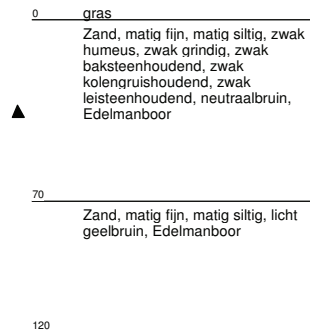 0 gras
Zand, matig fijn, matig siltig, zwak
humeus, zwak grindig, zwak
baksteenhoudend, zwak
kolengruishoudend, zwak
leisteenhoudend, neutraalbruin,
Edelmanboor
70
Zand, matig fijn, matig siltig, licht
geelbruin, Edelmanboor
120